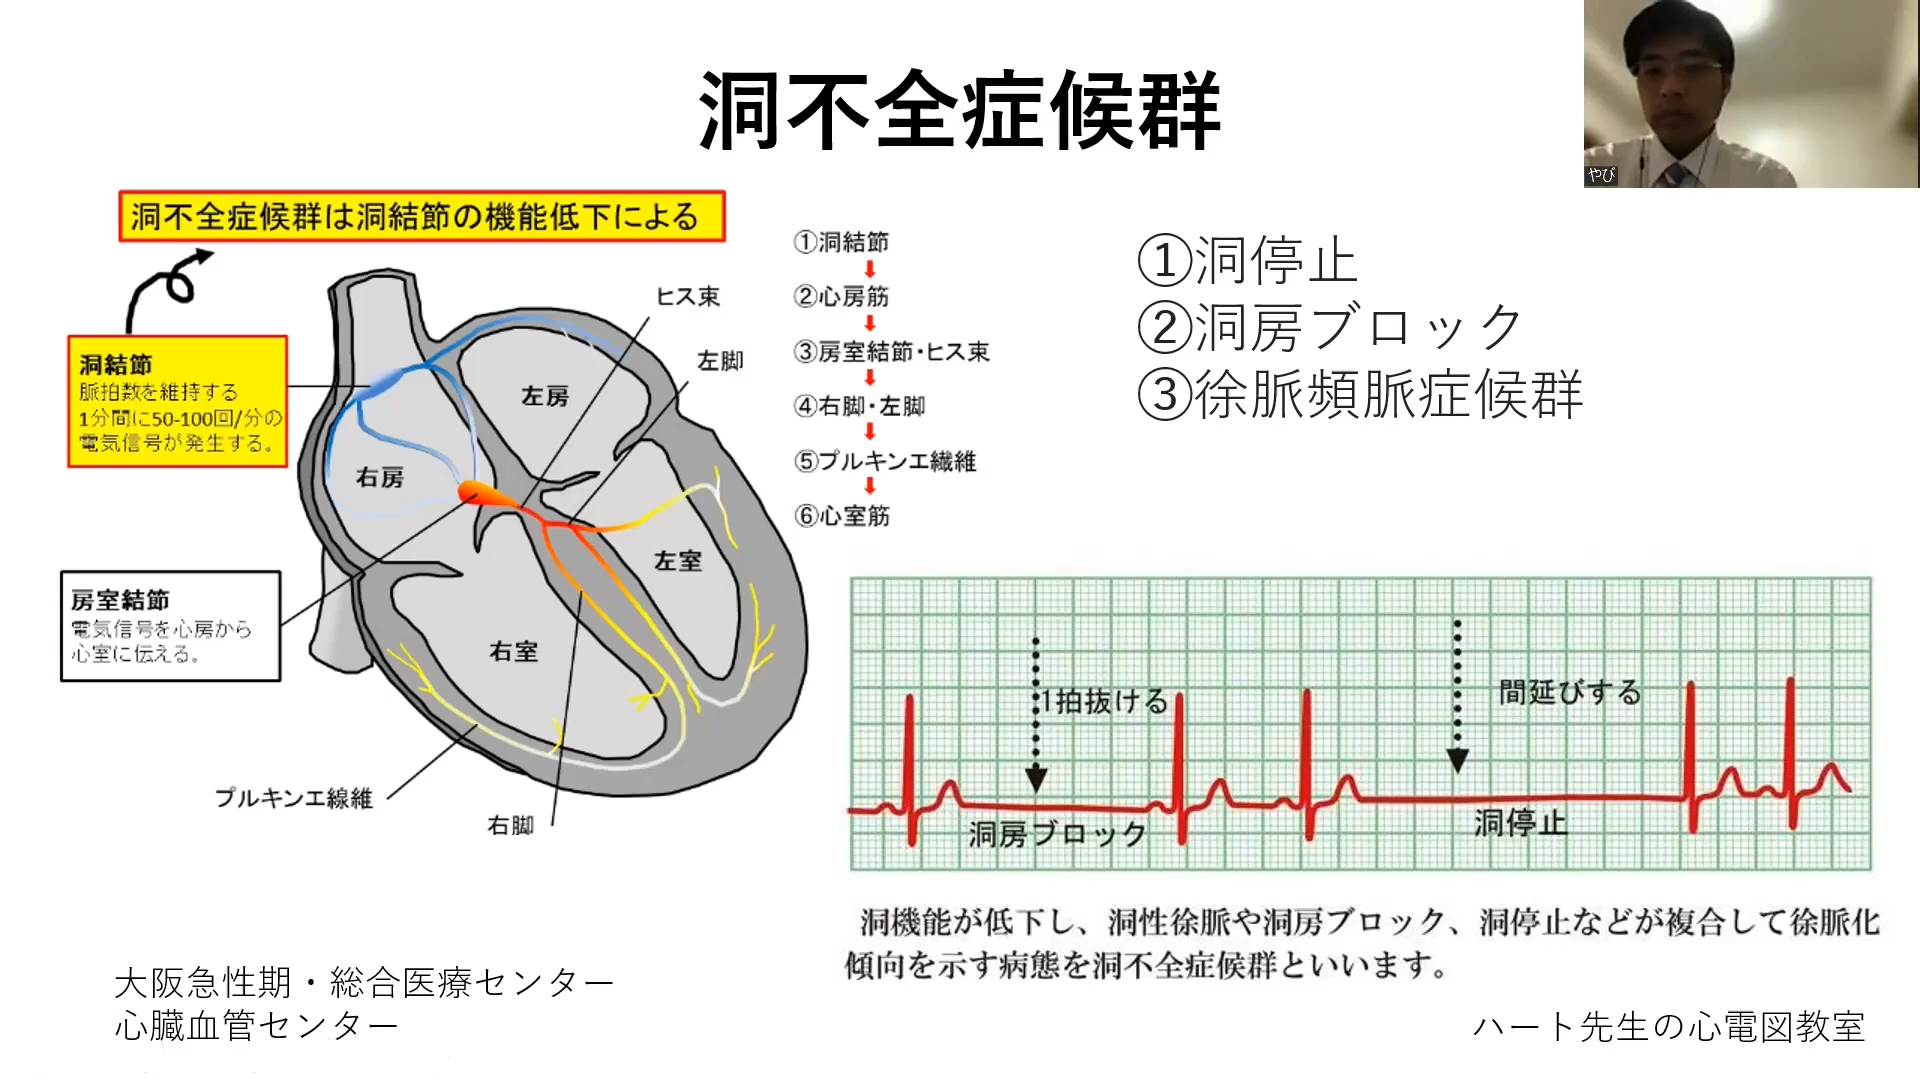 洞不全症候群
やぴ
洞不全症候群は洞結節の機能低下による
洞結節
脈拍数を維持する
1分間に50-100回/分の
電気信号が発生する。
房室結節
電気信号を心房から
心室に伝える。
ヒス束
左脚
左房
右房
左室
右室
プルキンエ線維
右脚
①洞結節
②心房筋
③房室結節・ヒス束
④右脚・左脚
⑤プルキンエ繊維
⑥心室筋
①洞停止
②洞房ブロック
③徐脈頻脈症候群
1拍抜ける
間延びする
洞房ブロック
洞停止
洞機能が低下し、洞性徐脈や洞房ブロック、洞停止などが複合して徐脈化
傾向を示す病態を洞不全症候群といいます。
大阪急性期・総合医療センター
心臓血管センター
ハート先生の心電図教室